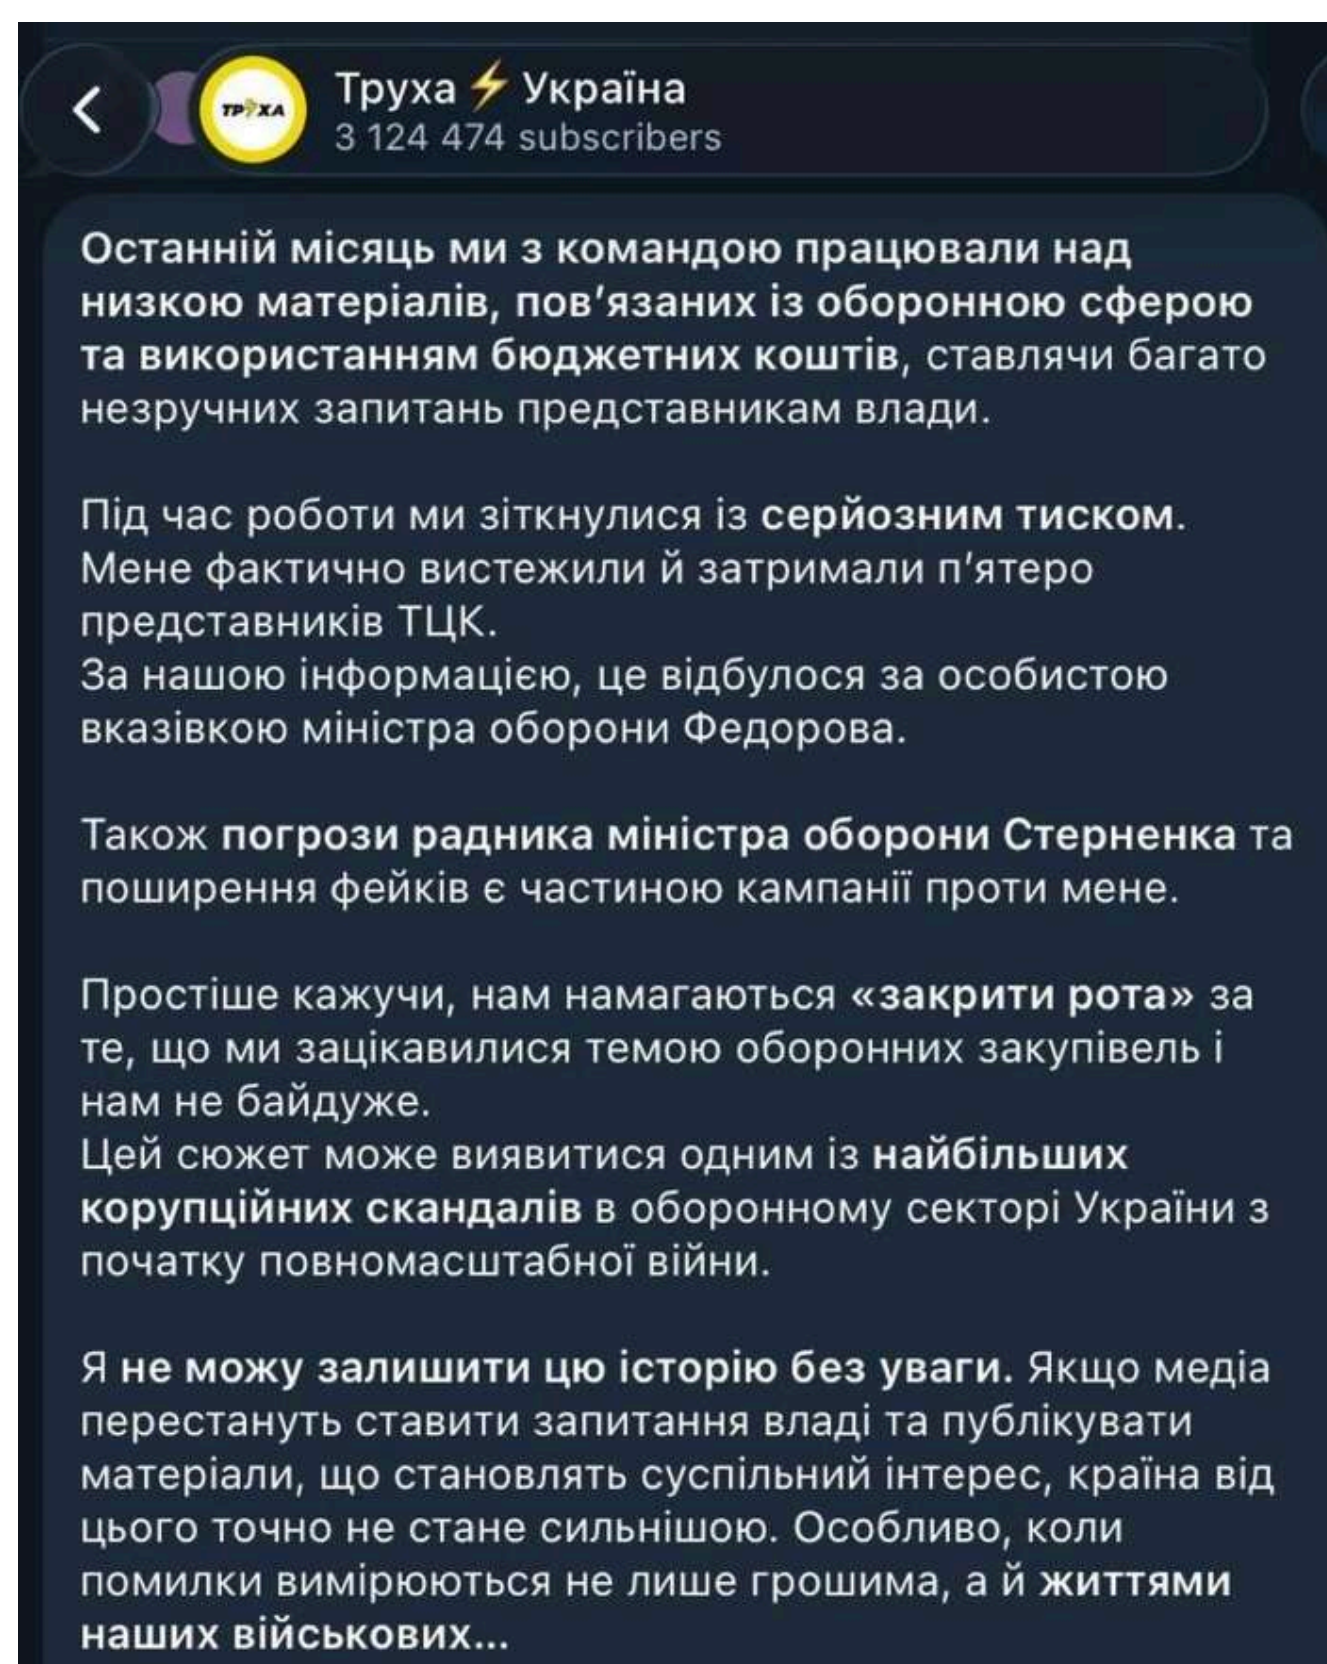 Труха⚡Україна
3 124 474 subscribers
ТРУХА
Останній місяць ми з командою працювали над
низкою матеріалів, пов’язаних із оборонною сферою
та використанням бюджетних коштів, ставлячи багато
незручних запитань представникам влади.
Під час роботи ми зіткнулися із серйозним тиском.
Мене фактично вистежили й затримали п’ятеро
представників ТЦК.
За нашою інформацією, це відбулося за особистою
вказівкою міністра оборони Федорова.
Також погрози радника міністра оборони Стерненка та
поширення фейків є частиною кампанії проти мене.
Простіше кажучи, нам намагаються «закрити рота» за
те, що ми зацікавилися темою оборонних закупівель і
нам не байдуже.
Цей сюжет може виявитися одним із найбільших
корупційних скандалів в оборонному секторі України з
початку повномасштабної війни.
Я не можу залишити цю історію без уваги. Якщо медіа
перестануть ставити запитання владі та публікувати
матеріали, що становлять суспільний інтерес, країна від
цього точно не стане сильнішою. Особливо, коли
помилки вимірюються не лише грошима, а й життями
наших військових...